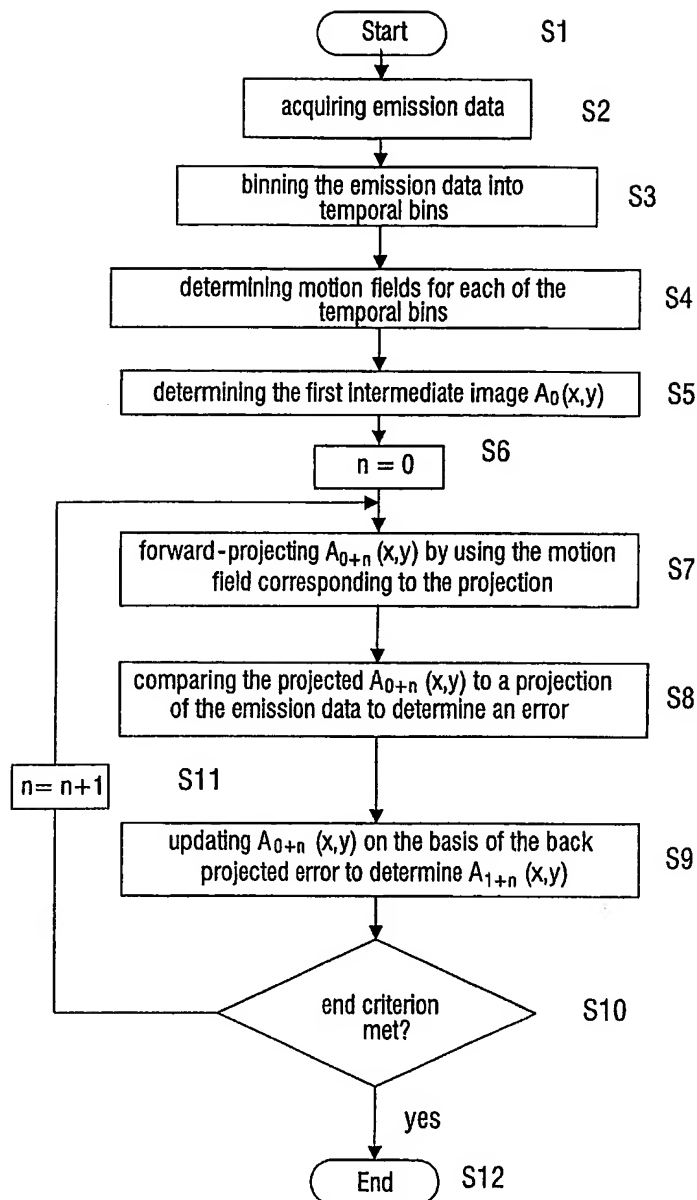 Start S1
acquiring emission data S2
binning the emission data into
temporal bins S3
determining motion fields for each of the
temporal bins S4
determining the first intermediate image A₀(x,y) S5
n = 0 S6
forward-projecting A₀₊ₙ (x,y) by using the motion
field corresponding to the projection S7
comparing the projected A₀₊ₙ (x,y) to a projection
of the emission data to determine an error S8
n= n+1 S11
updating A₀₊ₙ (x,y) on the basis of the back
projected error to determine A₁₊ₙ (x,y) S9
end criterion
met? S10
yes
End S12